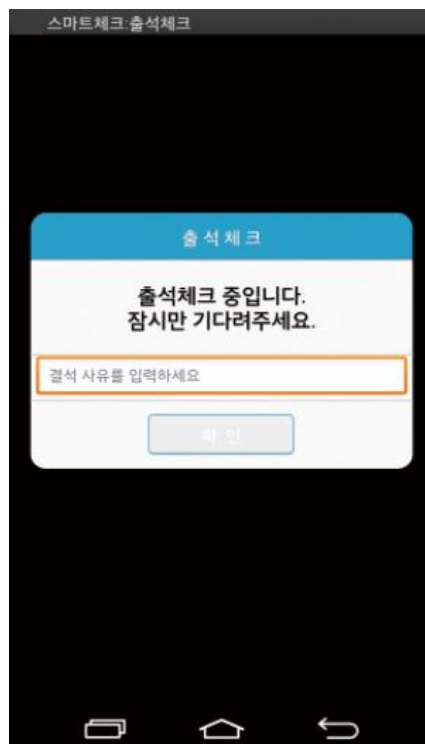 스마트체크:출석체크
출석체크
출석체크 중입니다.
잠시만 기다려주세요.
결석 사유를 입력하세요
확인